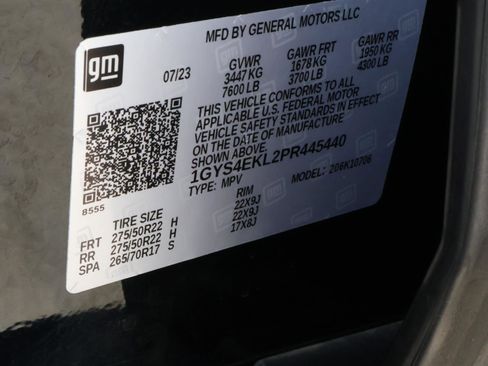 MFD BY GENERAL MOTORS LLC
gm
07/23
GVWR GAWR FRT GAWR RR
3447 KG 1678 KG 1950 KG
7600 LB 3700 LB 4300 LB
THIS VEHICLE CONFORMS TO ALL
APPLICABLE U.S. FEDERAL MOTOR
VEHICLE SAFETY STANDARDS IN EFFECT
ON THE DATE OF MANUFACTURE
SHOWN ABOVE.
1GYS4EKL2PR445440
TYPE: MPV MODEL: 206K10706
8555
TIRE SIZE RIM
FRT 275/50R22 H 22X9J
RR 275/50R22 H 22X9J
SPA 265/70R17 S 17X8J